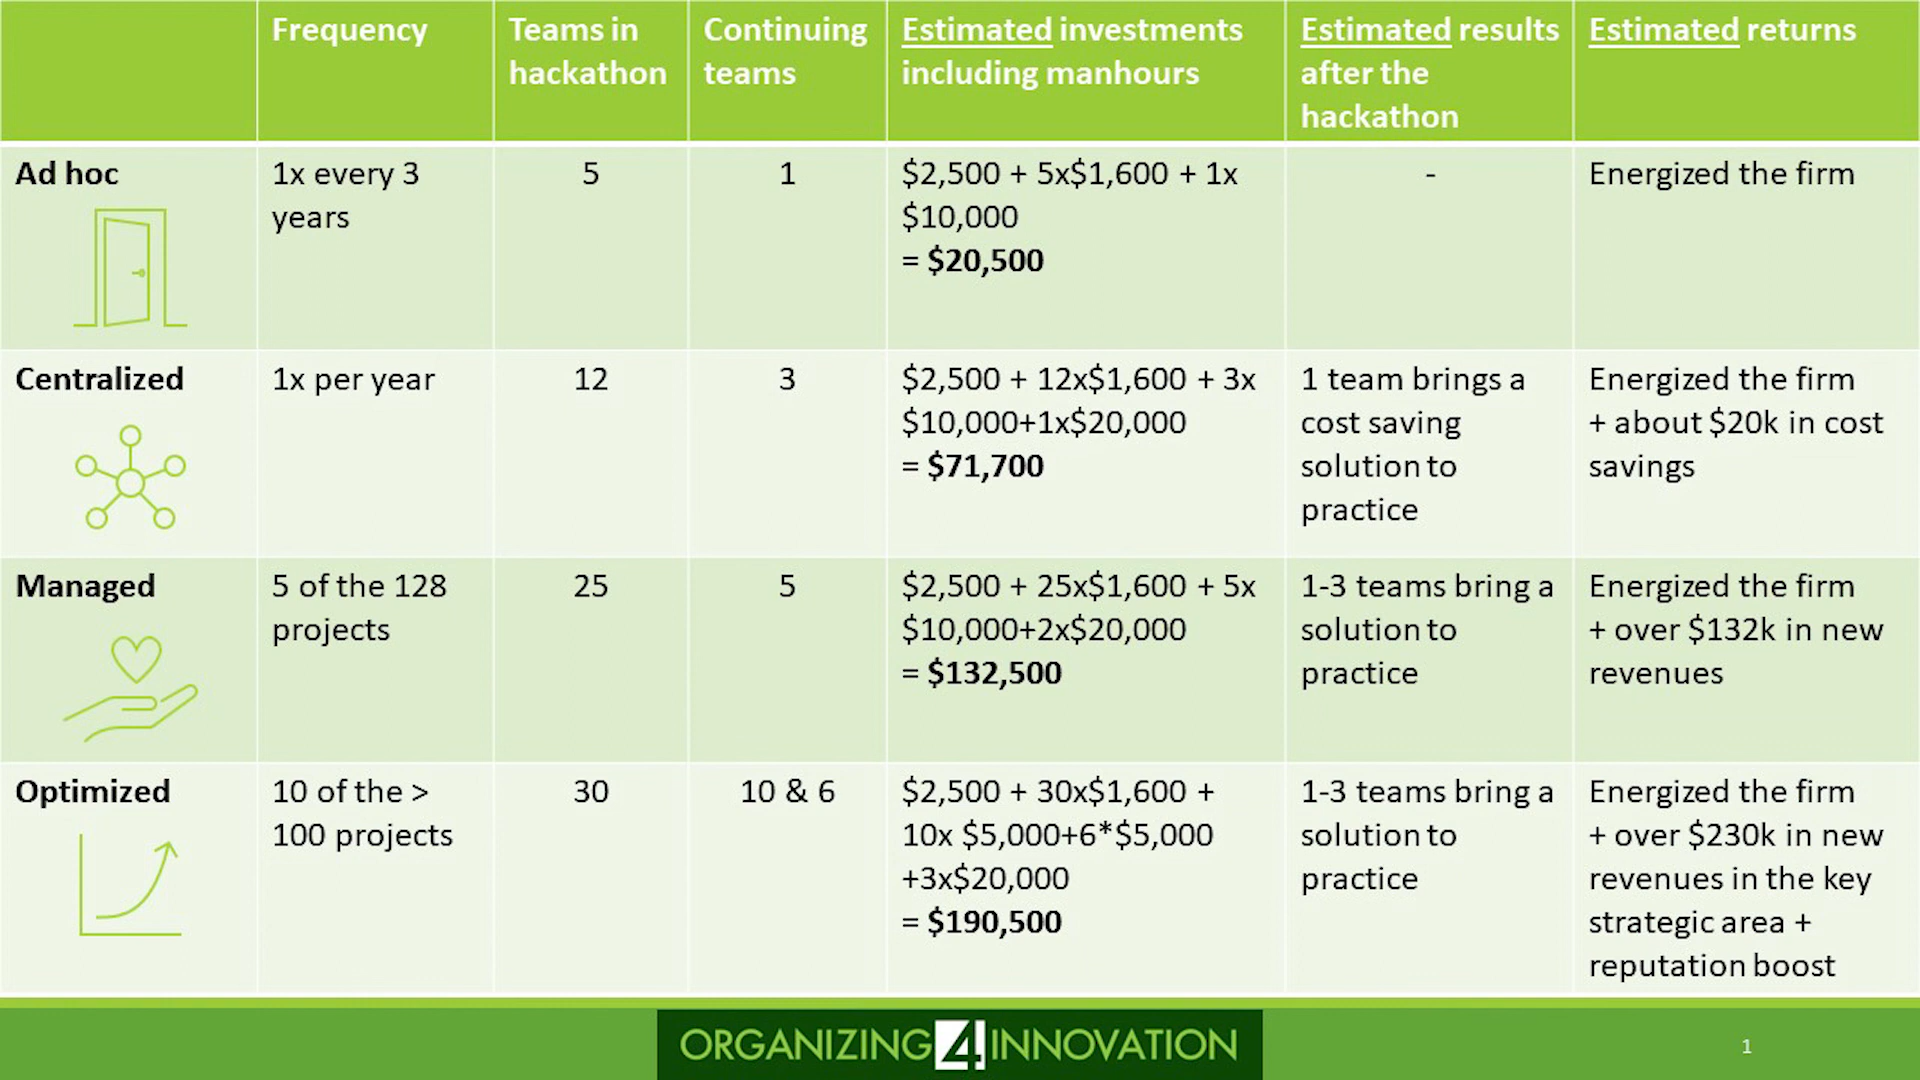 Frequency
Teams in
hackathon
Continuing
teams
Estimated investments
including manhours
Estimated results
after the
hackathon
Estimated returns
Ad hoc
1x every 3
years
5
1
$2,500 + 5x$1,600 + 1x
$10,000
= $20,500
-
Energized the firm
Centralized
1x per year
12
3
$2,500 + 12x$1,600 + 3x
$10,000+1x$20,000
= $71,700
1 team brings a
cost saving
solution to
practice
Energized the firm
+ about $20k in cost
savings
Managed
5 of the 128
projects
25
5
$2,500 + 25x$1,600 + 5x
$10,000+2x$20,000
= $132,500
1-3 teams bring a
solution to
practice
Energized the firm
+ over $132k in new
revenues
Optimized
10 of the >
100 projects
30
10 & 6
$2,500 + 30x$1,600 +
10x $5,000+6*$5,000
+3x$20,000
= $190,500
1-3 teams bring a
solution to
practice
Energized the firm
+ over $230k in new
revenues in the key
strategic area +
reputation boost
ORGANIZING4INNOVATION
1